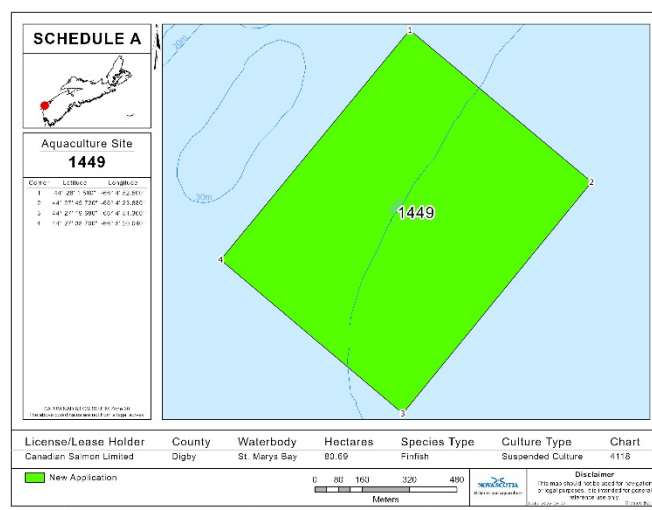 SCHEDULE A
Aquaculture Site
1449
Corner Latitude Longitude
1
2
3
4
20m
30m
1
2
3
4
1449
License/Lease Holder County Waterbody Hectares Species Type Culture Type Chart
Canadian Salmon Limited Digby St. Marys Bay 80.69 Finfish Suspended Culture 4118
New Application
0 80 160 320 480
Meters
NOVA SCOTIA
Disclaimer
This map should not be used for navigation
or legal purposes. It is intended for general
reference use only.